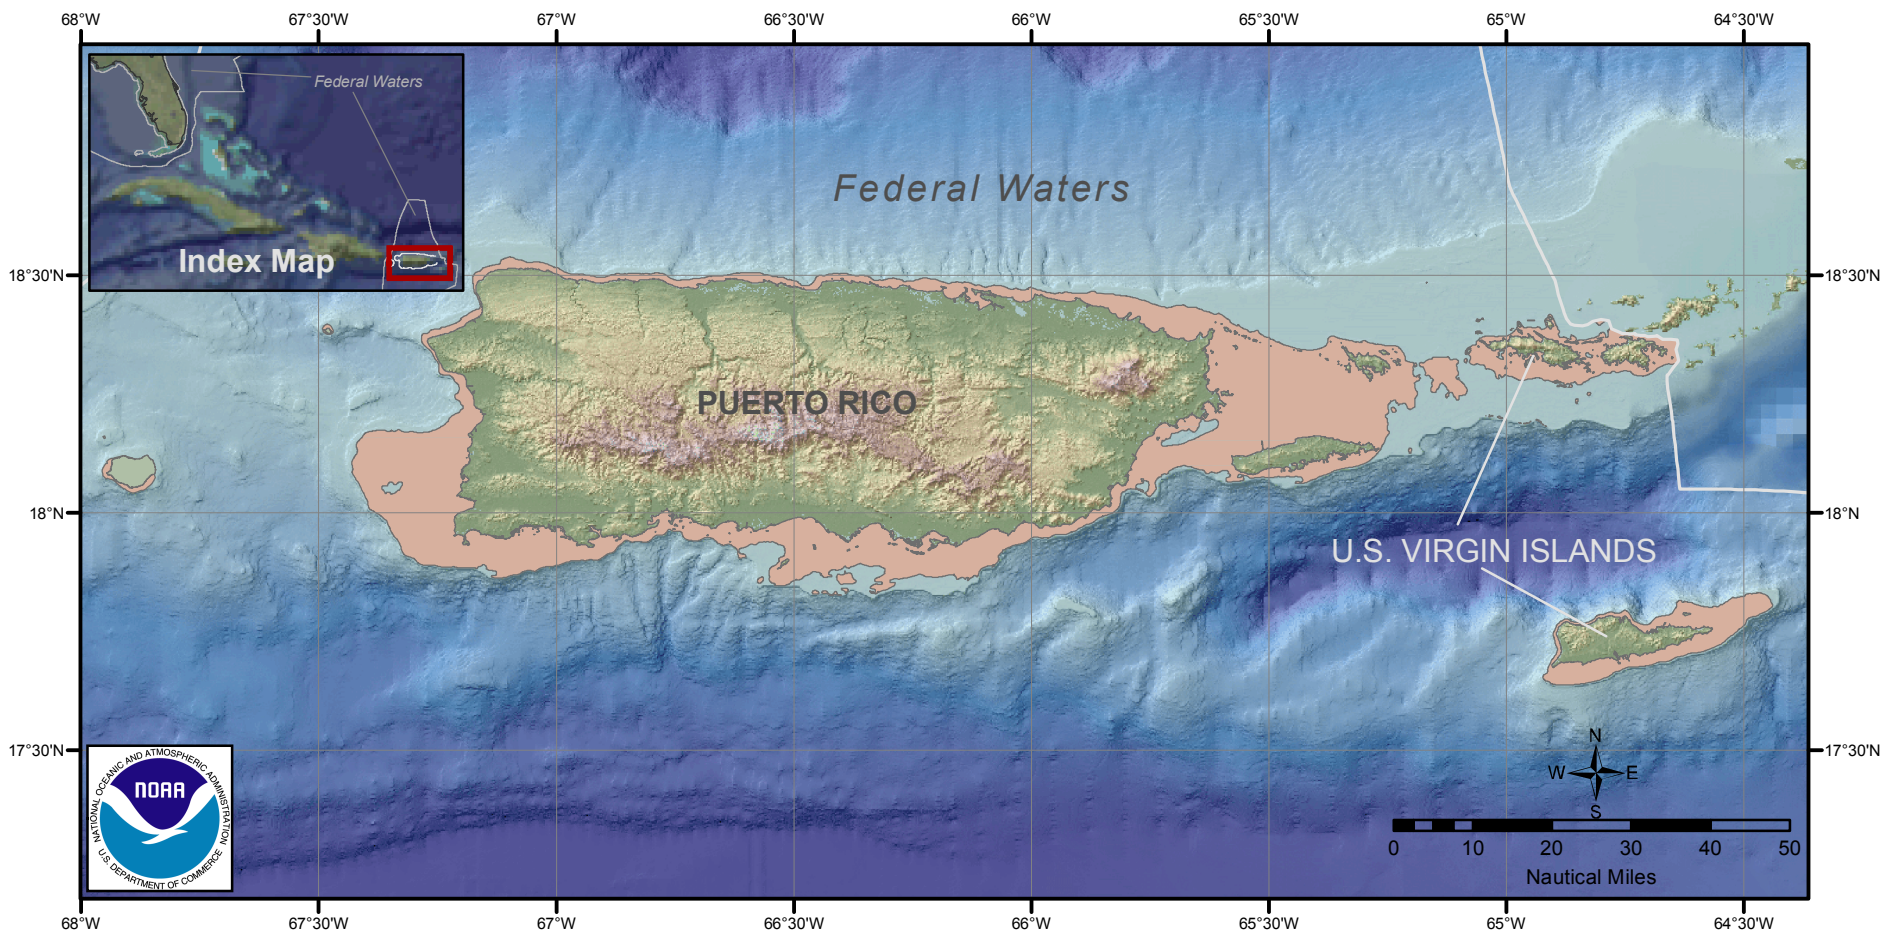 68°W 67°30'W 67°W 66°30'W 66°W 65°30'W 65°W 64°30'W
Federal Waters
Index Map
Federal Waters
18°30'N 18°30'N
PUERTO RICO
18°N 18°N
U.S. VIRGIN ISLANDS
17°30'N 17°30'N
N
W E
S
NATIONAL OCEANIC AND ATMOSPHERIC ADMINISTRATION
NOAA
U.S. DEPARTMENT OF COMMERCE
0 10 20 30 40 50
Nautical Miles
68°W 67°30'W 67°W 66°30'W 66°W 65°30'W 65°W 64°30'W